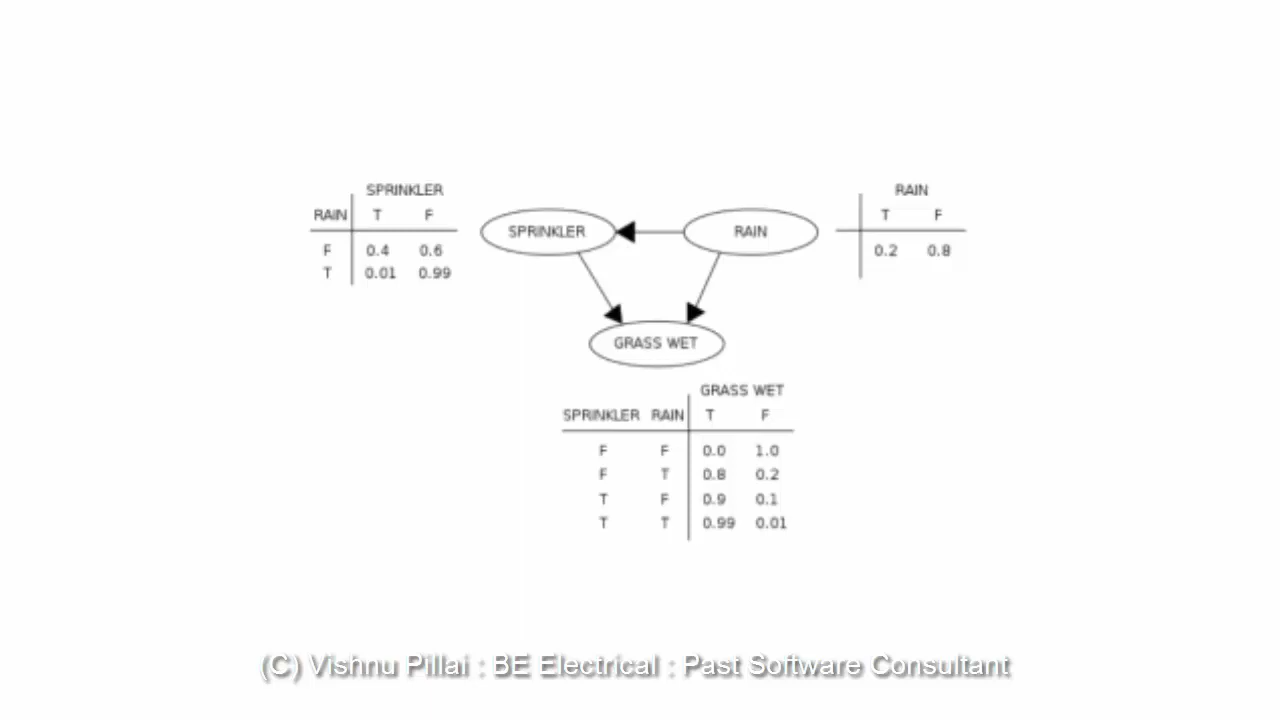 SPRINKLER
RAIN T F
F 0.4 0.6
T 0.01 0.99
SPRINKLER
RAIN
RAIN
T F
0.2 0.8
GRASS WET
GRASS WET
SPRINKLER RAIN T F
F F 0.0 1.0
F T 0.8 0.2
T F 0.9 0.1
T T 0.99 0.01
(C) Vishnu Pillai : BE Electrical : Past Software Consultant